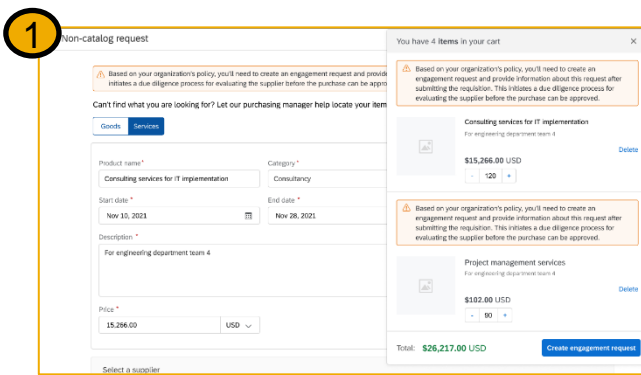 1
Non-catalog request
Based on your organization's policy, you'll need to create an engagement request and provide
initiates a due diligence process for evaluating the supplier before the purchase can be appro
Can't find what you are looking for? Let our purchasing manager help locate your item
Goods Services
Product name*
Category *
Consulting services for IT implementation
Consultancy
Start date *
End date *
Nov 10, 2021
Nov 28, 2021
Description *
For engineering department team 4
Price *
15,266.00
USD
Select a supplier
You have 4 items in your cart
Based on your organization's policy, you'll need to create an
engagement request and provide information about this request after
submitting the requisition. This initiates a due diligence process for
evaluating the supplier before the purchase can be approved.
Consulting services for IT implementation
For engineering department team 4
Delete
$15,266.00 USD
- 120 +
Based on your organization's policy, you'll need to create an
engagement request and provide information about this request after
submitting the requisition. This initiates a due diligence process for
evaluating the supplier before the purchase can be approved.
Project management services
For engineering department team 4
Delete
$102.00 USD
- 90 +
Total: $26,217.00 USD
Create engagement request